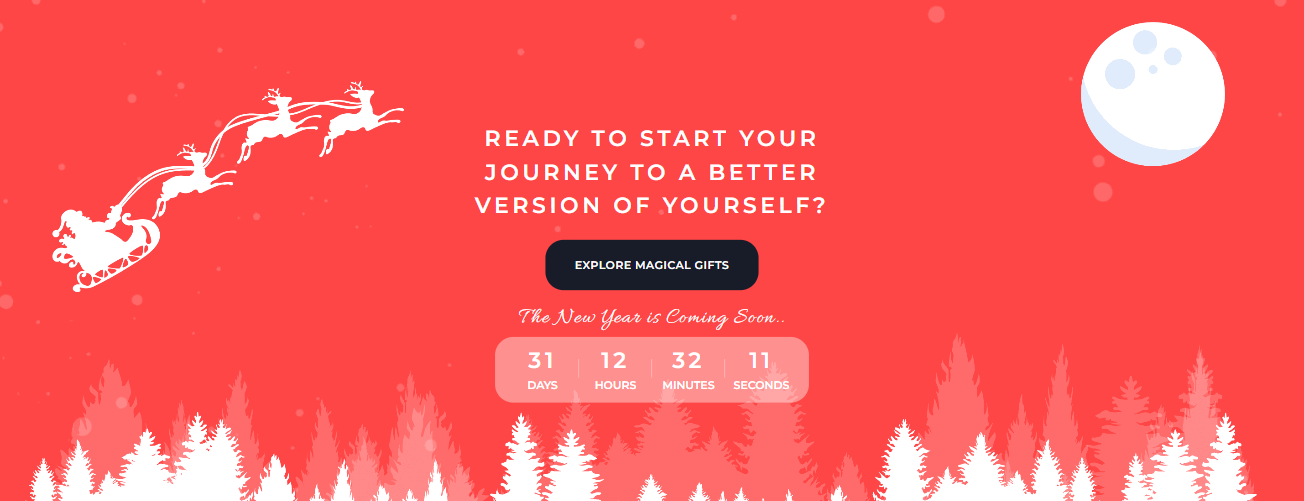 READY TO START YOUR
JOURNEY TO A BETTER
VERSION OF YOURSELF?
EXPLORE MAGICAL GIFTS
The New Year is Coming Soon..
31 12 32 11
DAYS HOURS MINUTES SECONDS